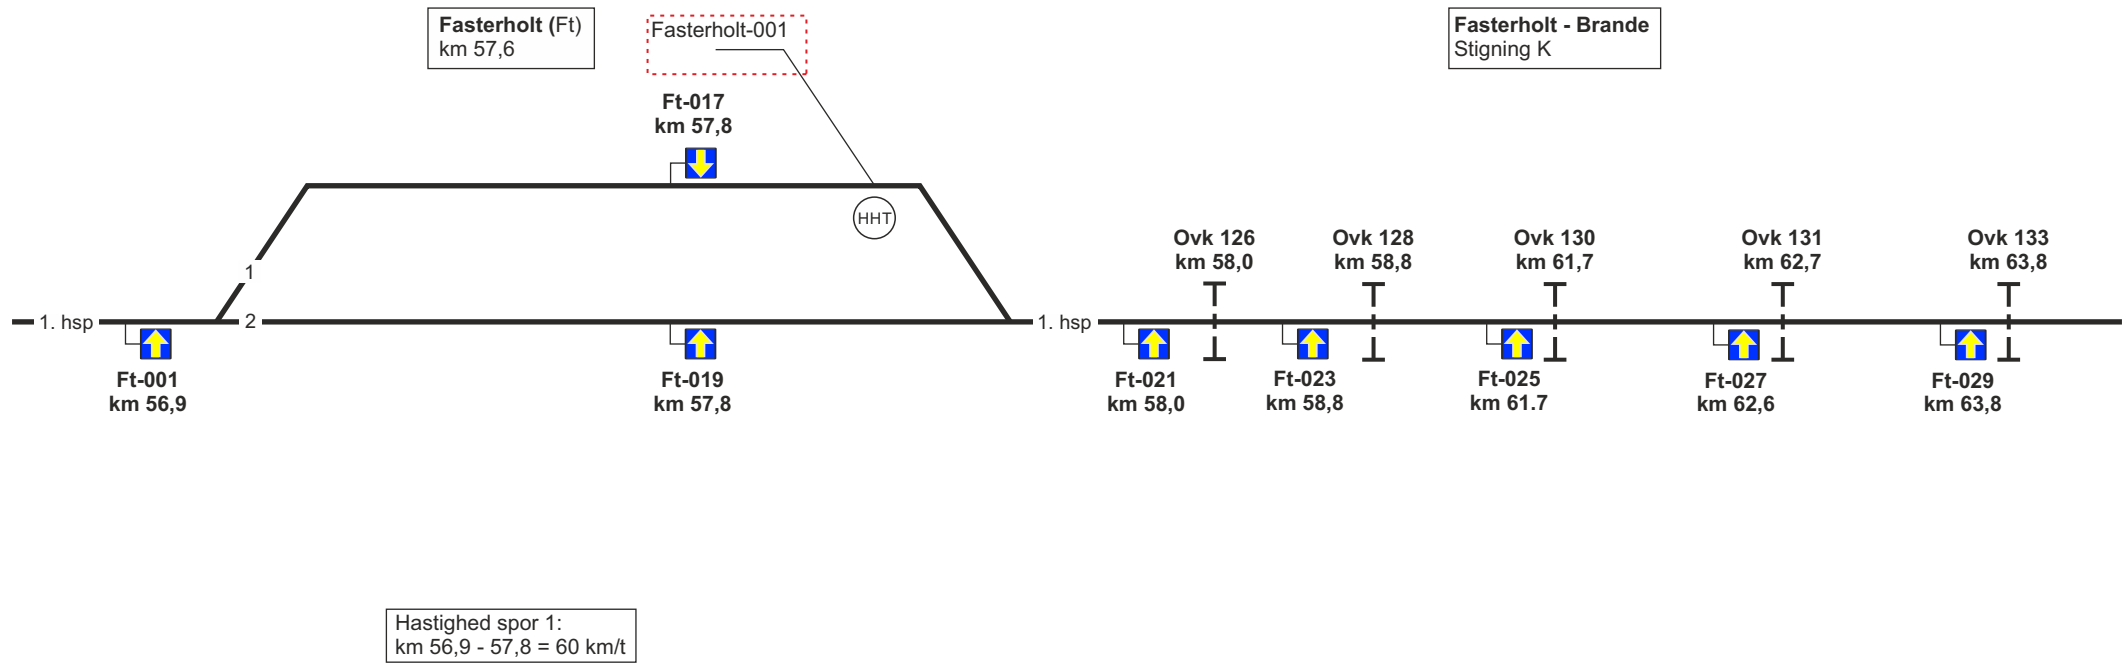 Fasterholt (Ft)
km 57,6
Fasterholt-001
Fasterholt - Brande
Stigning K
Ft-017
km 57,8
HHT
1
1. hsp
2
1. hsp
Ovk 126
km 58,0
Ovk 128
km 58,8
Ovk 130
km 61,7
Ovk 131
km 62,7
Ovk 133
km 63,8
Ft-001
km 56,9
Ft-019
km 57,8
Ft-021
km 58,0
Ft-023
km 58,8
Ft-025
km 61.7
Ft-027
km 62,6
Ft-029
km 63,8
Hastighed spor 1:
km 56,9 - 57,8 = 60 km/t